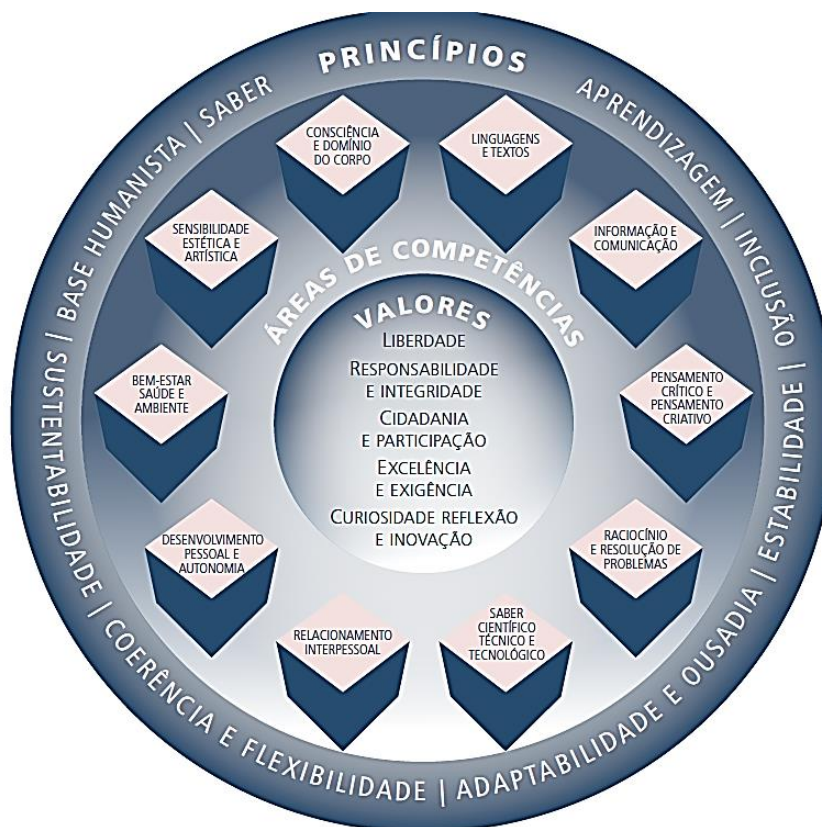 PRINCÍPIOS
SUSTENTABILIDADE | BASE HUMANISTA | SABER
APRENDIZAGEM | INCLUSÃO | ESTABILIDADE |
COERÊNCIA E FLEXIBILIDADE | ADAPTABILIDADE E OUSADIA |
CONSCIÊNCIA
E DOMÍNIO
DO CORPO
LINGUAGENS
E TEXTOS
SENSIBILIDADE
ESTÉTICA E
ARTÍSTICA
INFORMAÇÃO E
COMUNICAÇÃO
ÁREAS DE COMPETÊNCIAS
VALORES
LIBERDADE
RESPONSABILIDADE
E INTEGRIDADE
CIDADANIA
E PARTICIPAÇÃO
EXCELÊNCIA
E EXIGÊNCIA
CURIOSIDADE REFLEXÃO
E INOVAÇÃO
BEM-ESTAR
SAÚDE E
AMBIENTE
PENSAMENTO
CRÍTICO E
PENSAMENTO
CRIATIVO
DESENVOLVIMENTO
PESSOAL E
AUTONOMIA
RACIOCÍNIO
E RESOLUÇÃO DE
PROBLEMAS
RELACIONAMENTO
INTERPESSOAL
SABER
CIENTÍFICO
TÉCNICO E
TECNOLÓGICO